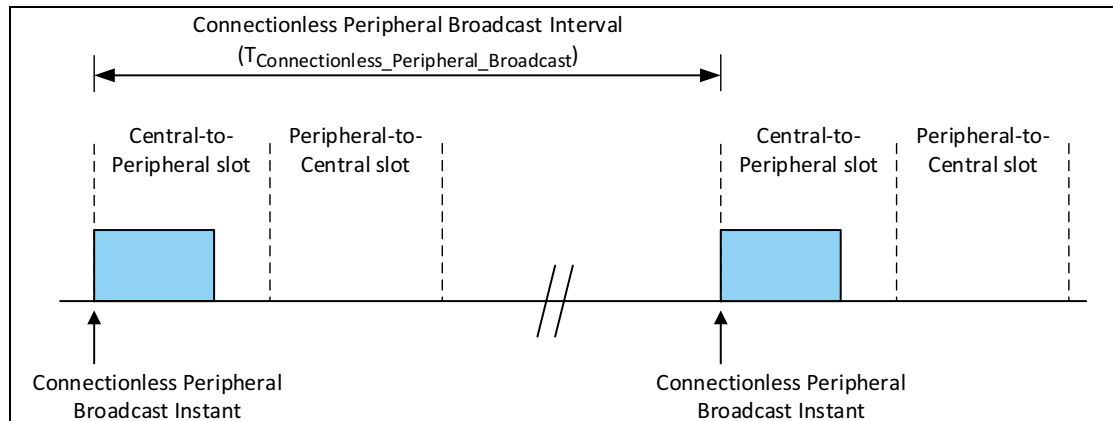 Connectionless Peripheral Broadcast Interval
(TConnectionless_Peripheral_Broadcast)
Central-to-
Peripheral slot
Peripheral-to-
Central slot
Central-to-
Peripheral slot
Peripheral-to-
Central slot
Connectionless Peripheral
Broadcast Instant
Connectionless Peripheral
Broadcast Instant